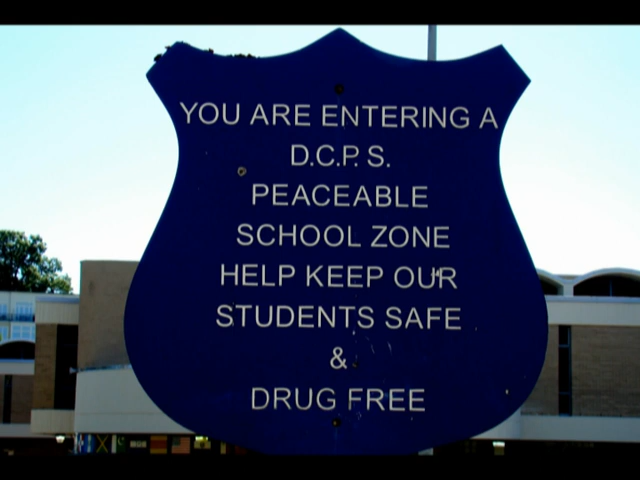 YOU ARE ENTERING A
D.C.P.S.
PEACEABLE
SCHOOL ZONE
HELP KEEP OUR
STUDENTS SAFE
&
DRUG FREE